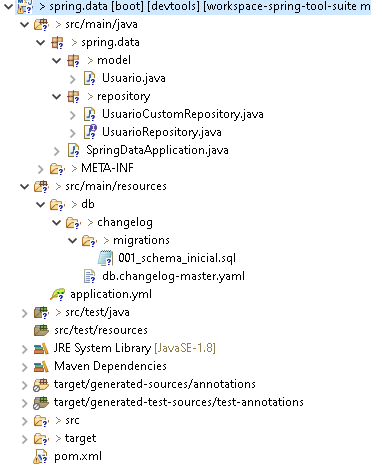 > spring.data [boot] [devtools] [workspace-spring-tool-suite m
> src/main/java
> spring.data
> model
> Usuario.java
> repository
> UsuarioCustomRepository.java
> UsuarioRepository.java
> SpringDataApplication.java
> META-INF
> src/main/resources
> db
> changelog
> migrations
001_schema_inicial.sql
db.changelog-master.yaml
application.yml
> src/test/java
src/test/resources
JRE System Library [JavaSE-1.8]
Maven Dependencies
target/generated-sources/annotations
target/generated-test-sources/test-annotations
> src
> target
pom.xml